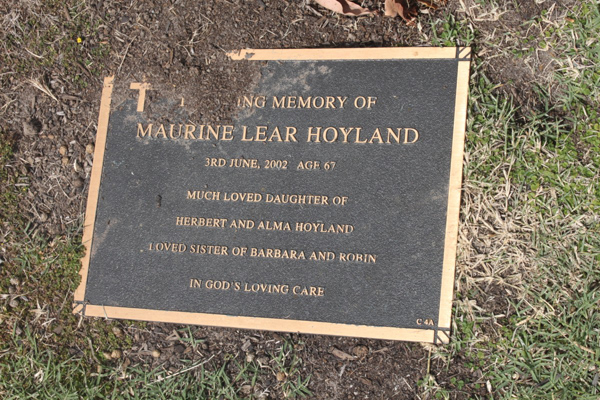 MEMORY OF
MAURINE LEAR HOYLAND
3RD JUNE, 2002 AGE 67
MUCH LOVED DAUGHTER OF
HERBERT AND ALMA HOYLAND
LOVED SISTER OF BARBARA AND ROBIN
IN GOD'S LOVING CARE
C 4A